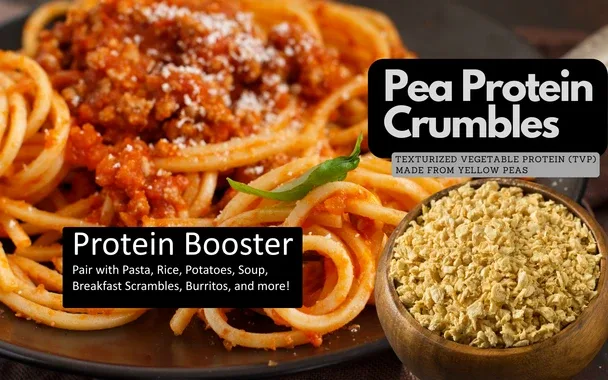 Pea Protein
Crumbles
TEXTURIZED VEGETABLE PROTEIN (TVP)
MADE FROM YELLOW PEAS
Protein Booster
Pair with Pasta, Rice, Potatoes, Soup,
Breakfast Scrambles, Burritos, and more!